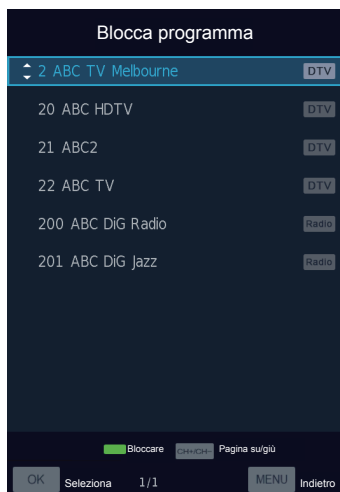 Blocca programma
2 ABC TV Melbourne DTV
20 ABC HDTV DTV
21 ABC2 DTV
22 ABC TV DTV
200 ABC DiG Radio Radio
201 ABC DiG Jazz Radio
Bloccare CH+/CH- Pagina su/giù
OK Seleziona 1/1 MENU Indietro